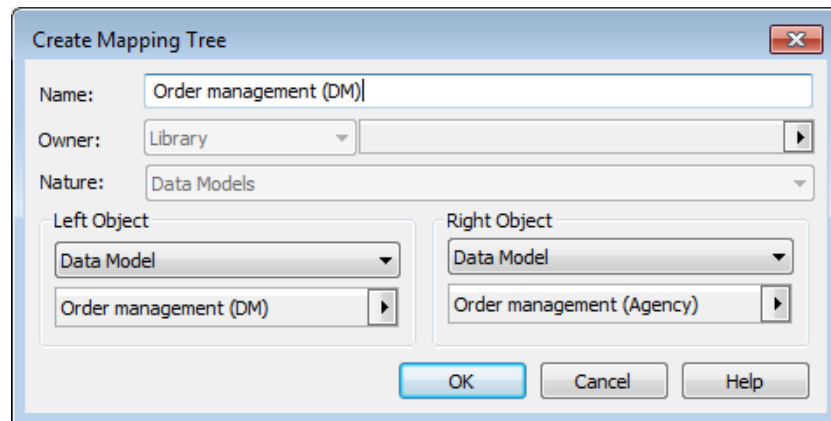 Create Mapping Tree
Name: Order management (DM)
Owner: Library
Nature: Data Models
Left Object Right Object
Data Model Data Model
Order management (DM) Order management (Agency)
OK Cancel Help